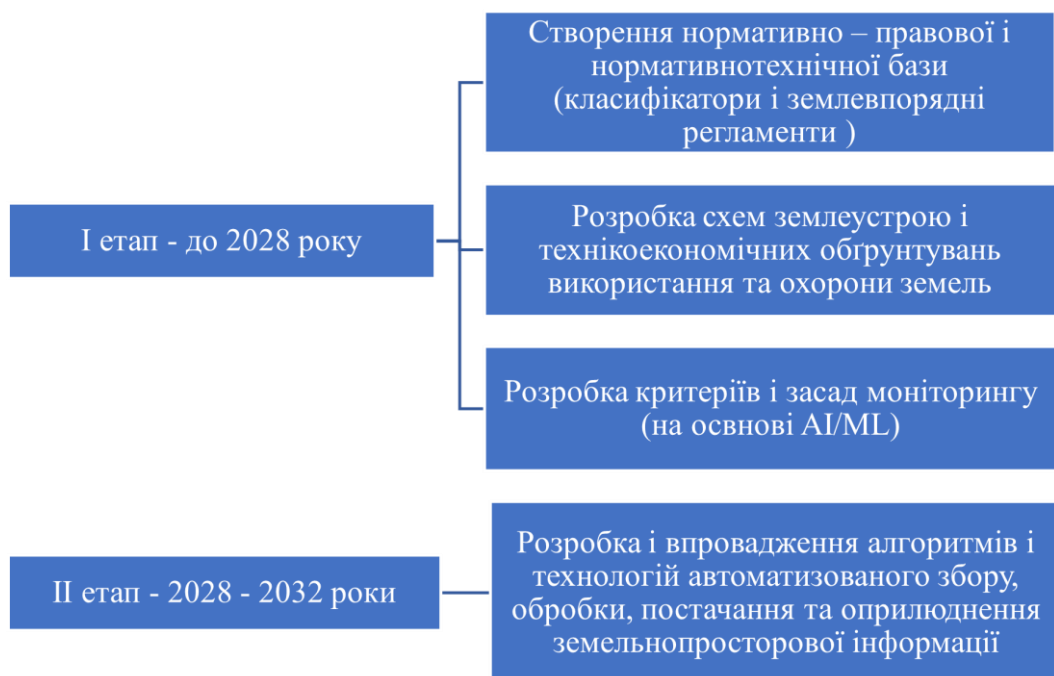 Створення нормативно – правової і
нормативнотехнічної бази
(класифікатори і землевпорядні
регламенти )
І етап - до 2028 року
Розробка схем землеустрою і
технікоекономічних обґрунтувань
використання та охорони земель
Розробка критеріїв і засад моніторингу
(на освнові AI/ML)
ІІ етап - 2028 - 2032 роки
Розробка і впровадження алгоритмів і
технологій автоматизованого збору,
обробки, постачання та оприлюднення
земельнопросторової інформації